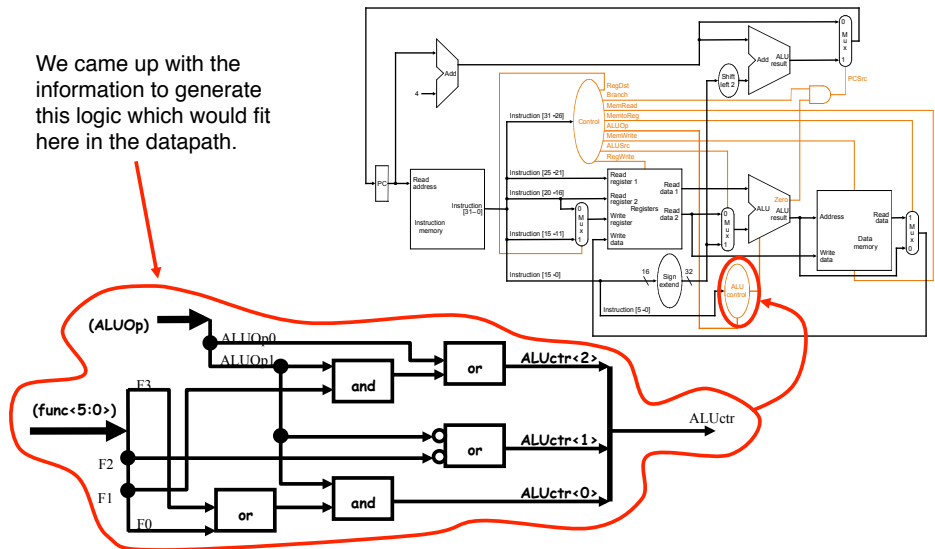 We came up with the
information to generate
this logic which would fit
here in the datapath.
PC
4
Add
Read
address
Instruction
[31– 0]
Instruction
memory
Instruction [31 -26]
Instruction [25 -21]
Instruction [20 -16]
Instruction [15 -11]
Instruction [15 -0]
Instruction [5 -0]
Control
RegDst
Branch
MemRead
MemtoReg
ALUOp
MemWrite
ALUSrc
RegWrite
0
M
u
x
1
Read
register 1
Read
register 2
Write
register
Write
data
Registers
Read
data 1
Read
data 2
16
Sign
extend
32
Shift
left 2
Add
ALU
result
0
M
u
x
1
PCSrc
0
M
u
x
1
ALU
Zero
ALU
result
ALU
control
Address
Write
data
Read
data
Data
memory
1
M
u
x
0
(ALUOp)
ALUOp0
ALUOp1
(func<5:0>)
F3
F2
F1
F0
and
or
or
and
or
ALUctr<2>
ALUctr<1>
ALUctr<0>
ALUctr